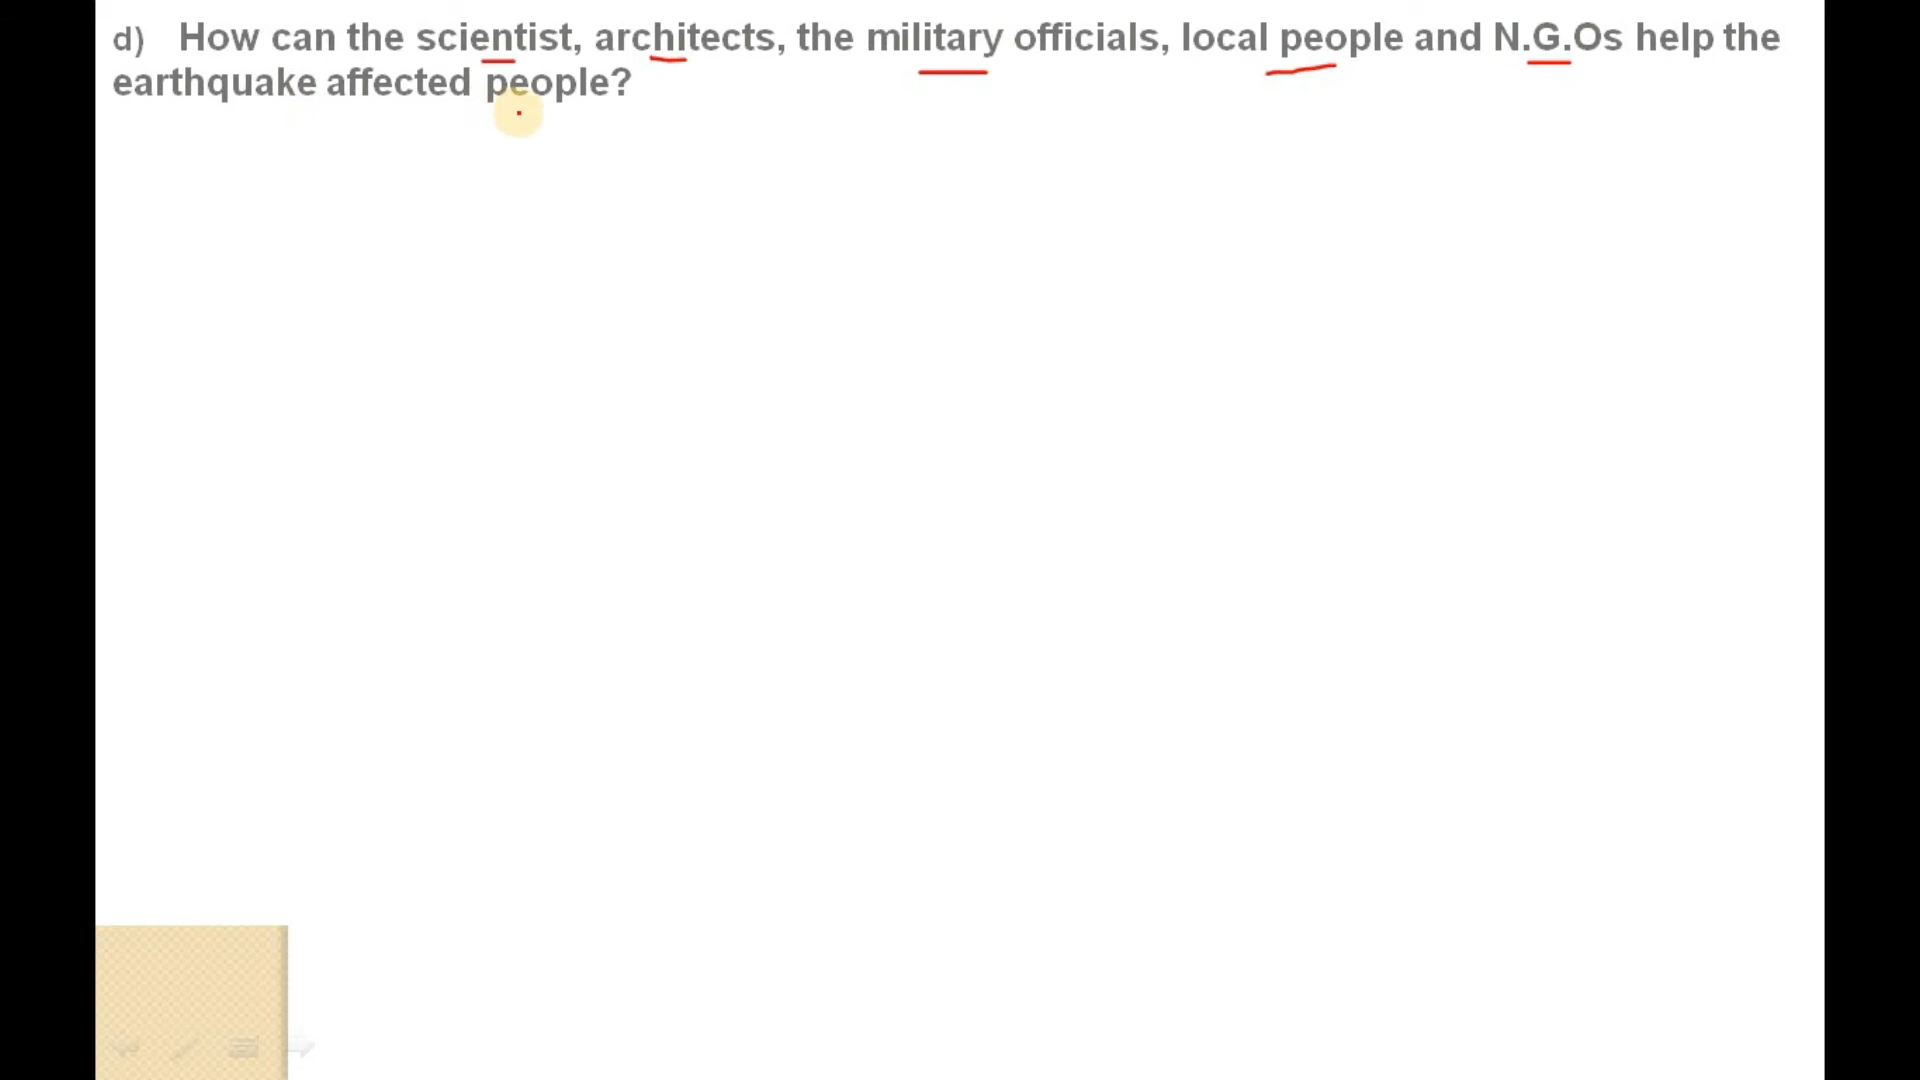 d) How can the scientist, architects, the military officials, local people and N.G.Os help the
earthquake affected people?